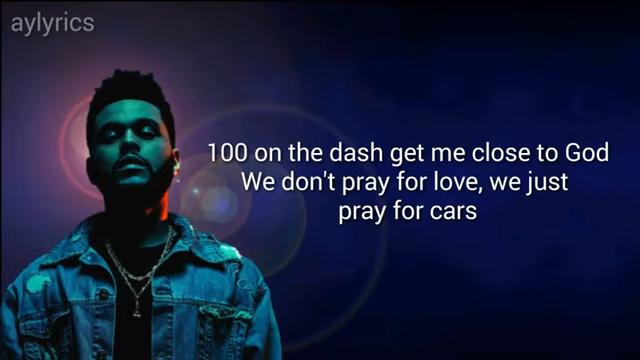 aylyrics
100 on the dash get me close to God
We don't pray for love, we just
pray for cars